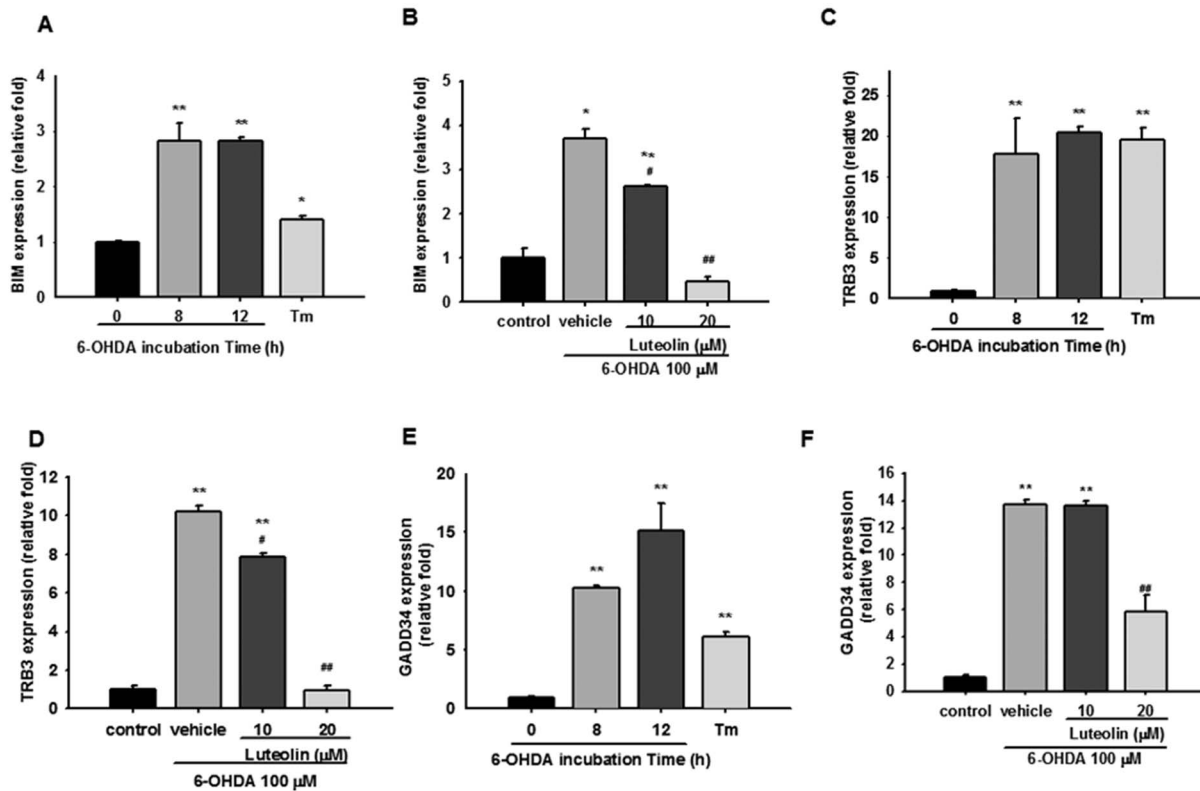 A
BIM expression (relative fold)
4
3
2
1
0
**
**
*
0 8 12 Tm
6-OHDA incubation Time (h)
B
BIM expression (relative fold)
5
4
3
2
1
0
*
**
#
##
control vehicle 10 20
Luteolin (μM)
6-OHDA 100 μM
C
TRB3 expression (relative fold)
25
20
15
10
5
0
**
**
**
0 8 12 Tm
6-OHDA incubation Time (h)
D
TRB3 expression (relative fold)
12
10
8
6
4
2
0
**
**
#
##
control vehicle 10 20
Luteolin (μM)
6-OHDA 100 μM
E
GADD34 expression
(relative fold)
20
15
10
5
0
**
**
**
0 8 12 Tm
6-OHDA incubation Time (h)
F
GADD34 expression
(relative fold)
16
14
12
10
8
6
4
2
0
**
**
##
control vehicle 10 20
Luteolin (μM)
6-OHDA 100 μM